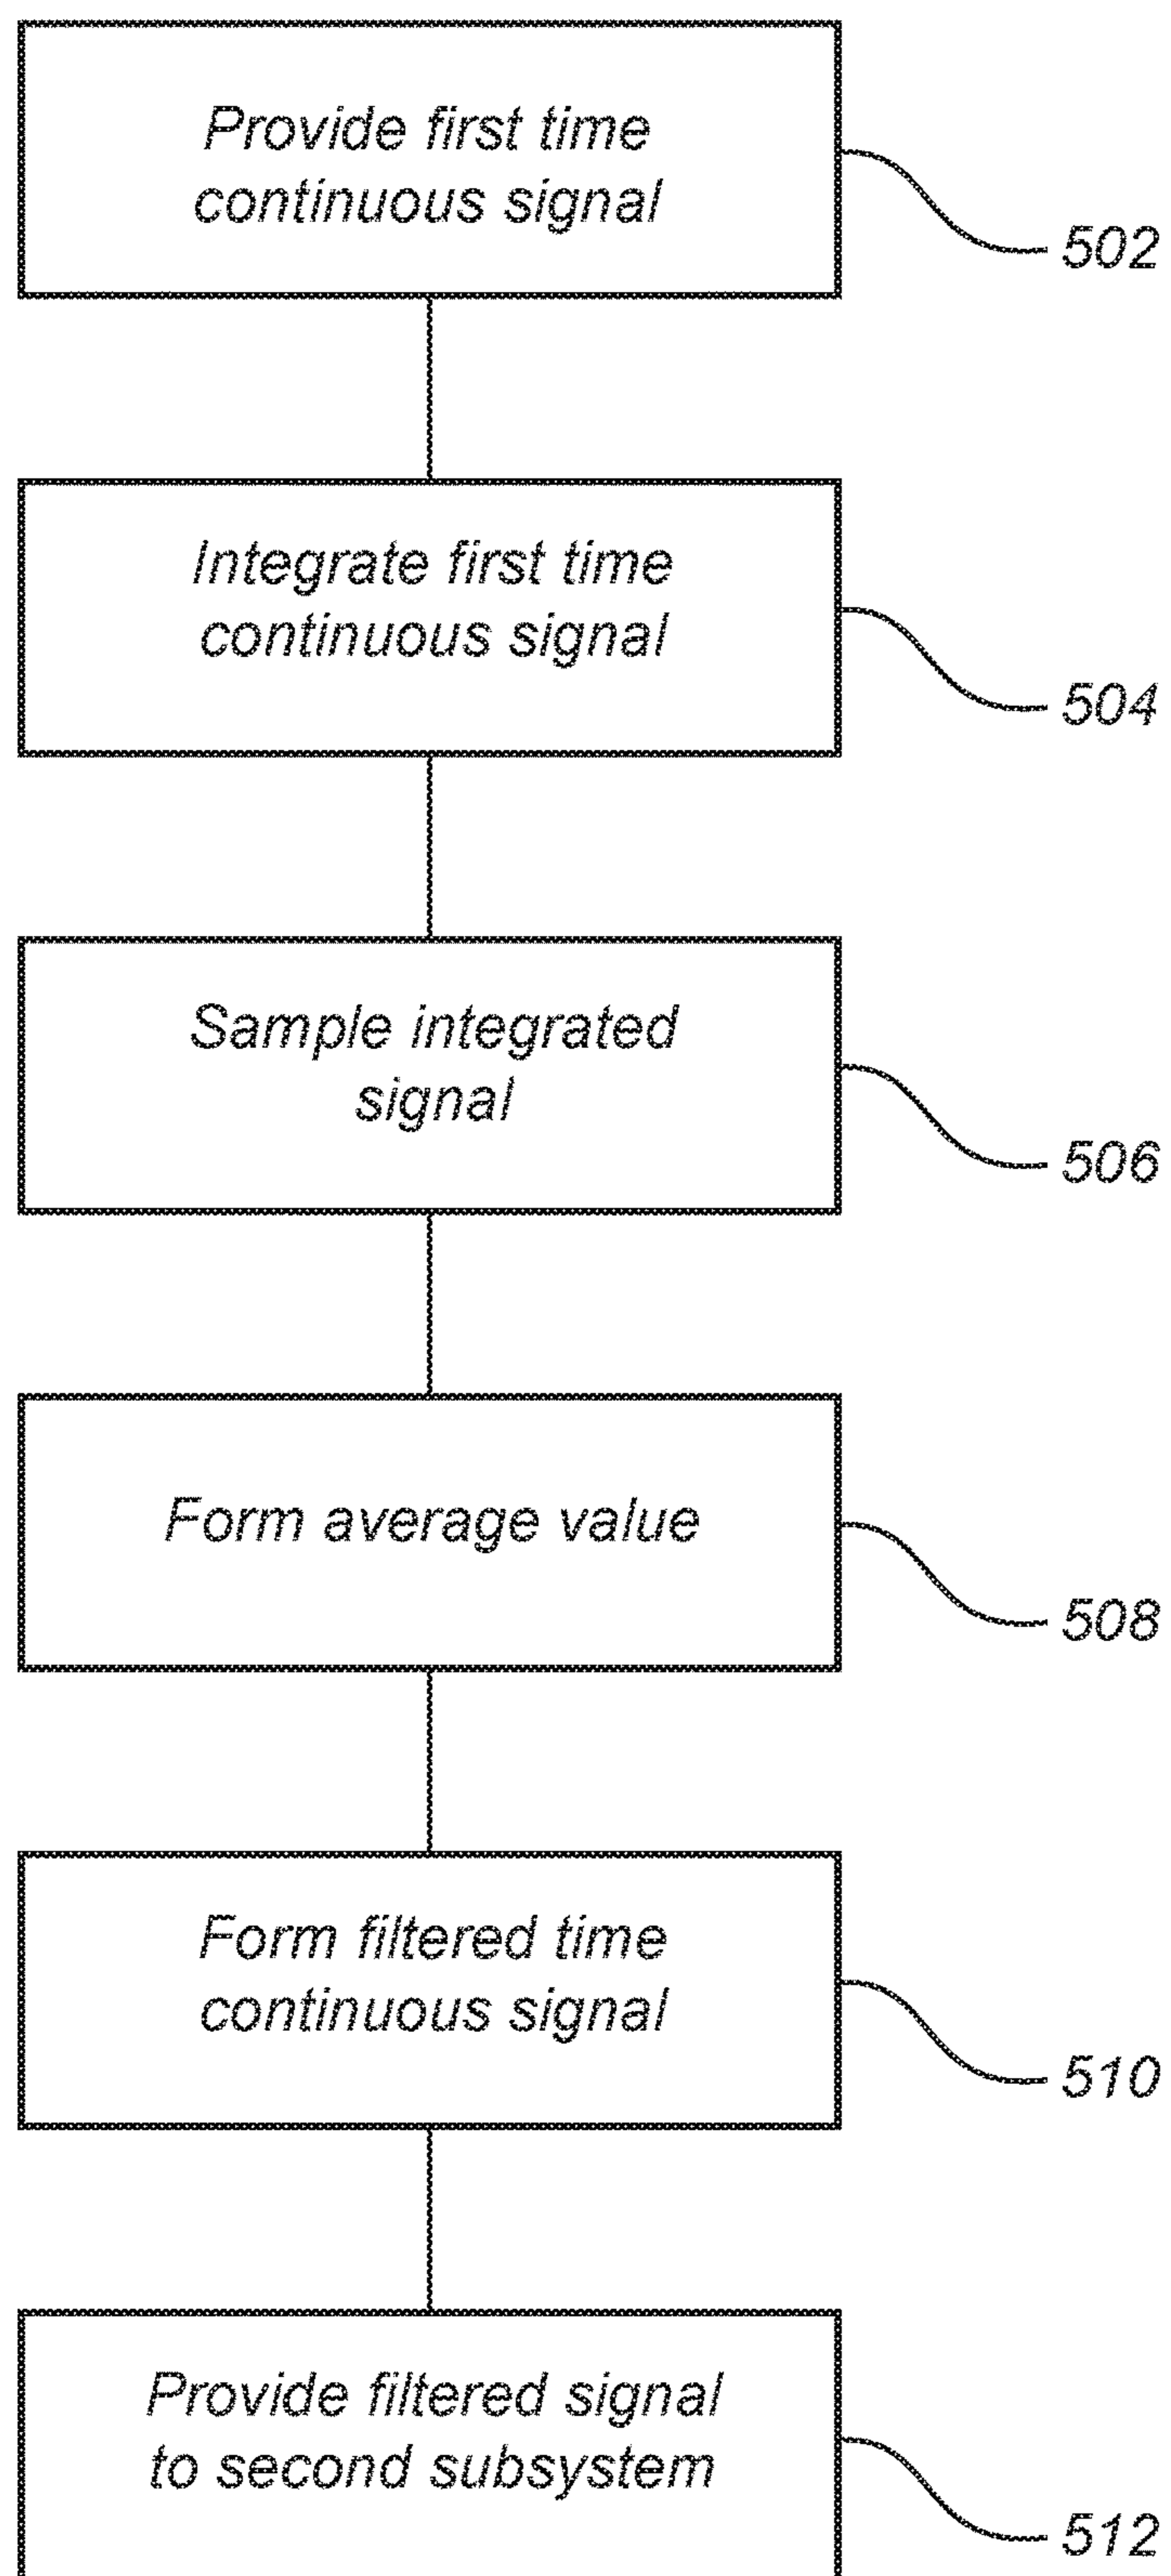 Provide first time
continuous signal
502
Integrate first time
continuous signal
504
Sample integrated
signal
506
Form average value
508
Form filtered time
continuous signal
510
Provide filtered signal
to second subsystem
512